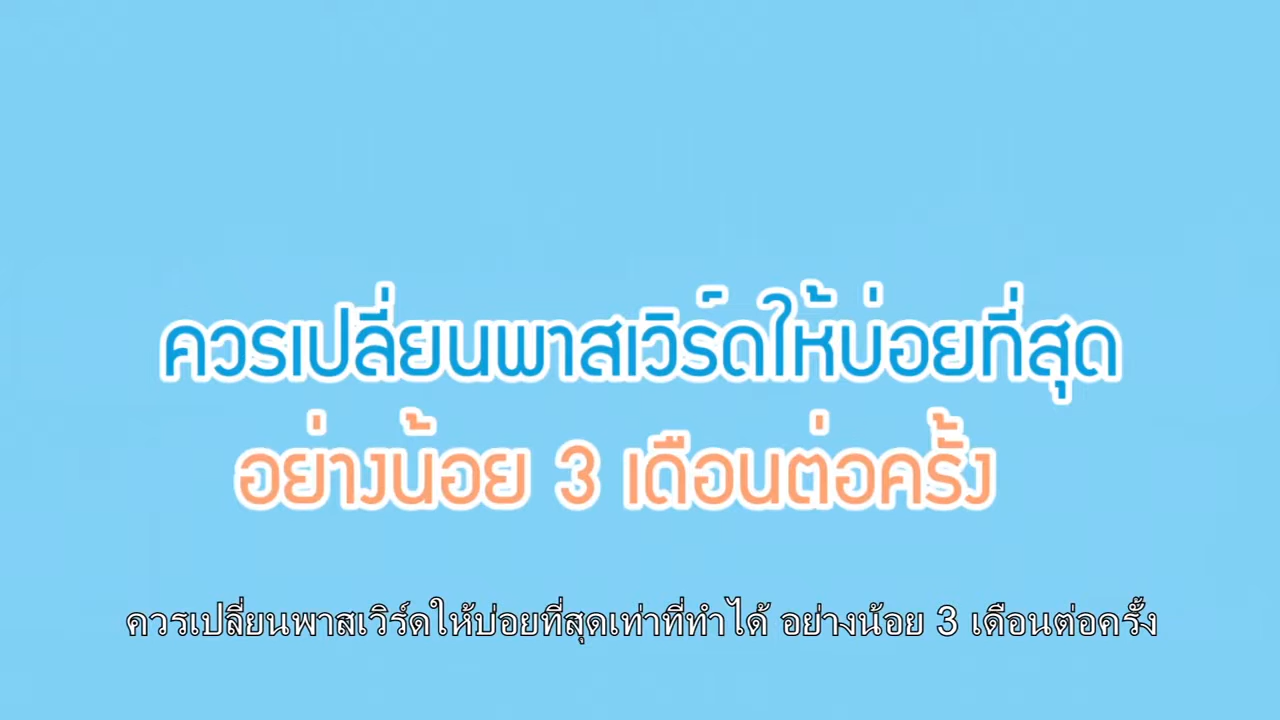 ควรเปลี่ยนพาสเวิร์ดให้บ่อยที่สุด
อย่างน้อย 3 เดือนต่อครั้ง
ควรเปลี่ยนพาสเวิร์ดให้บ่อยที่สุดเท่าที่ทำได้ อย่างน้อย 3 เดือนต่อครั้ง